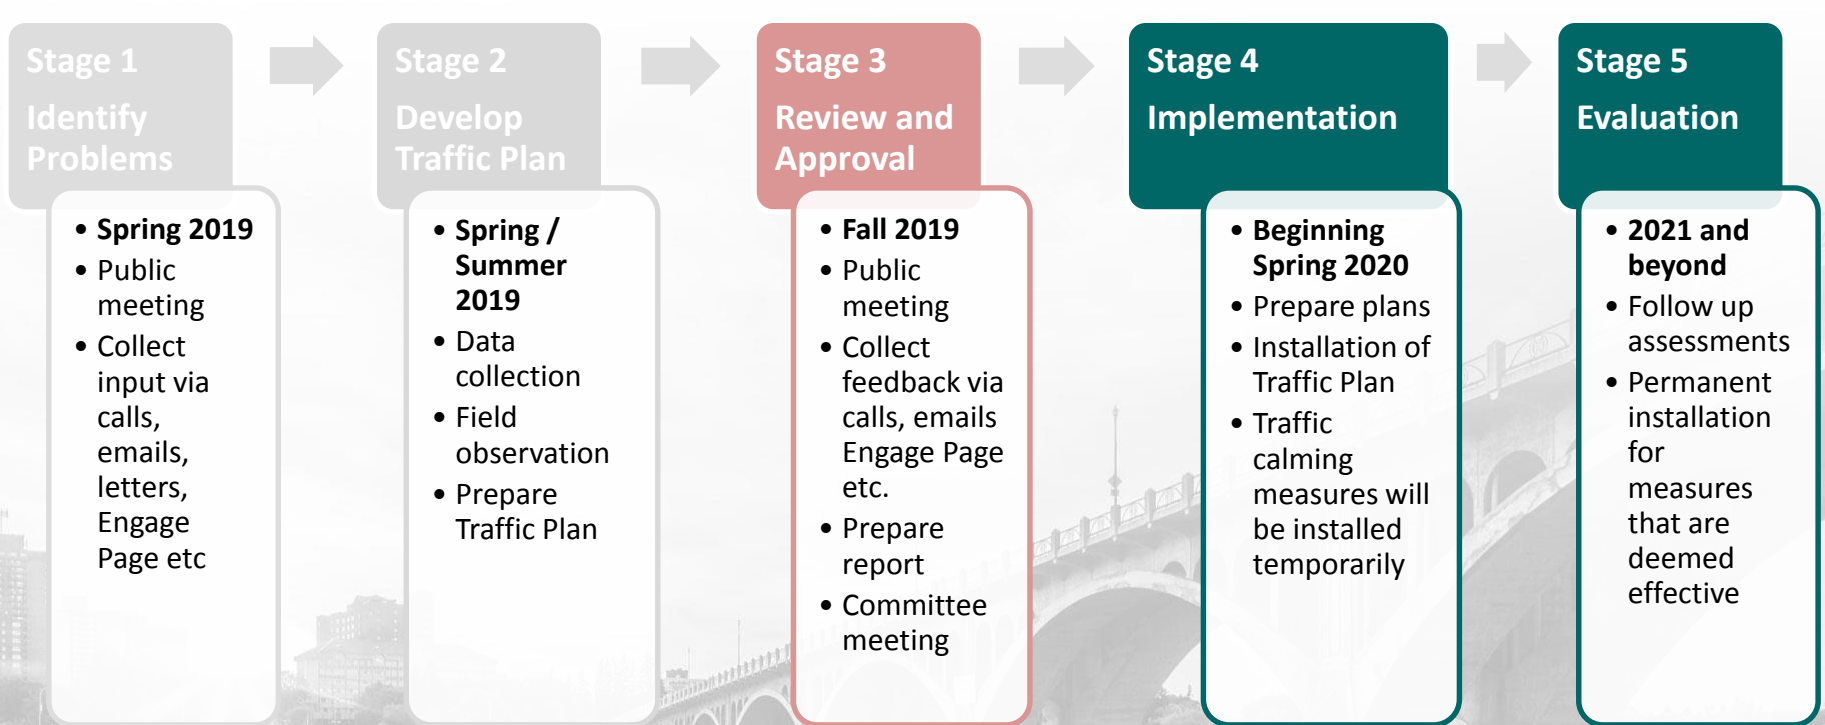 Stage 1
Identify
Problems
• Spring 2019
• Public
meeting
• Collect
input via
calls,
emails,
letters,
Engage
Page etc
Stage 2
Develop
Traffic Plan
• Spring /
Summer
2019
• Data
collection
• Field
observation
• Prepare
Traffic Plan
Stage 3
Review and
Approval
• Fall 2019
• Public
meeting
• Collect
feedback via
calls, emails
Engage Page
etc.
• Prepare
report
• Committee
meeting
Stage 4
Implementation
• Beginning
Spring 2020
• Prepare plans
• Installation of
Traffic Plan
• Traffic
calming
measures will
be installed
temporarily
Stage 5
Evaluation
• 2021 and
beyond
• Follow up
assessments
• Permanent
installation
for
measures
that are
deemed
effective